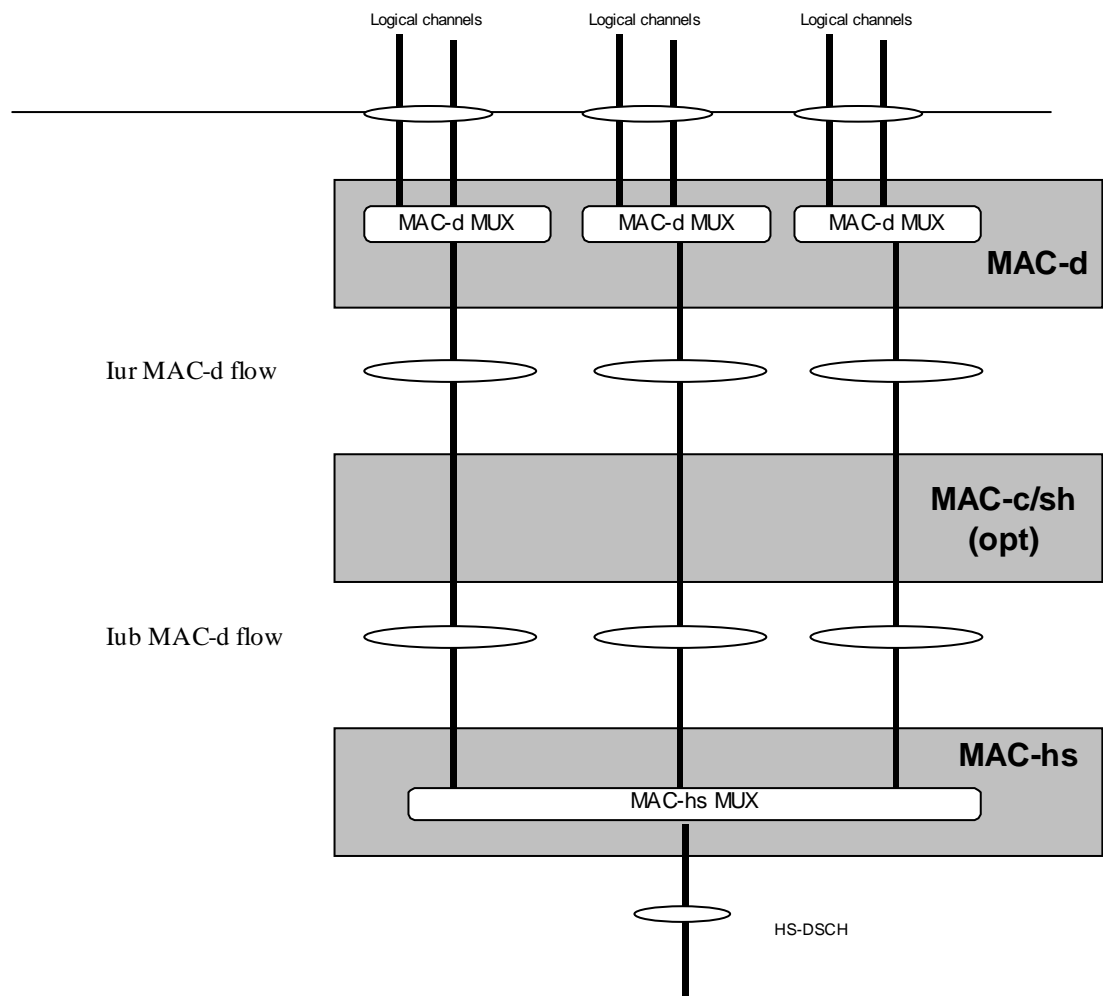 Logical channels
Logical channels
Logical channels
MAC-d MUX
MAC-d MUX
MAC-d MUX
MAC-d
Iur MAC-d flow
MAC-c/sh
(opt)
Iub MAC-d flow
MAC-hs
MAC-hs MUX
HS-DSCH